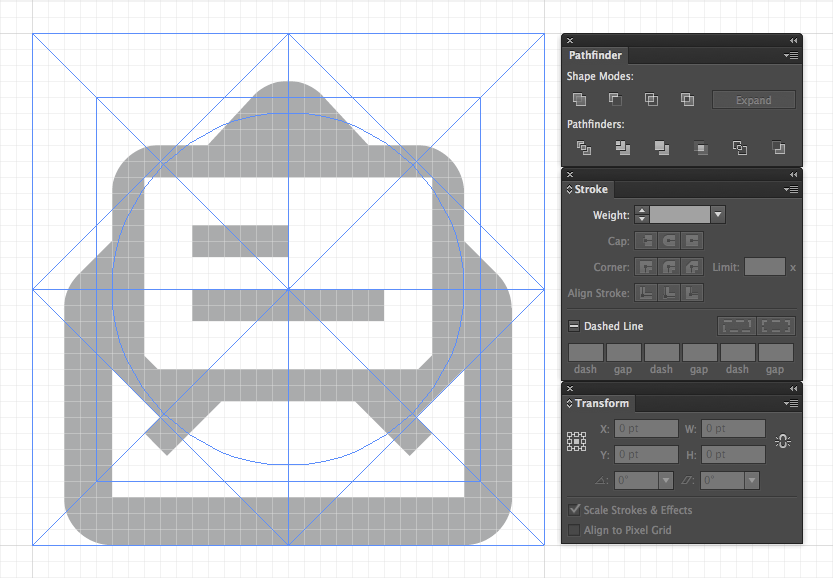 Pathfinder
Shape Modes:
Expand
Pathfinders:
Stroke
Weight:
Cap:
Corner: Limit: x
Align Stroke:
Dashed Line
dash gap dash gap dash gap
Transform
X: 0 pt W: 0 pt
Y: 0 pt H: 0 pt
0° 0°
Scale Strokes & Effects
Align to Pixel Grid